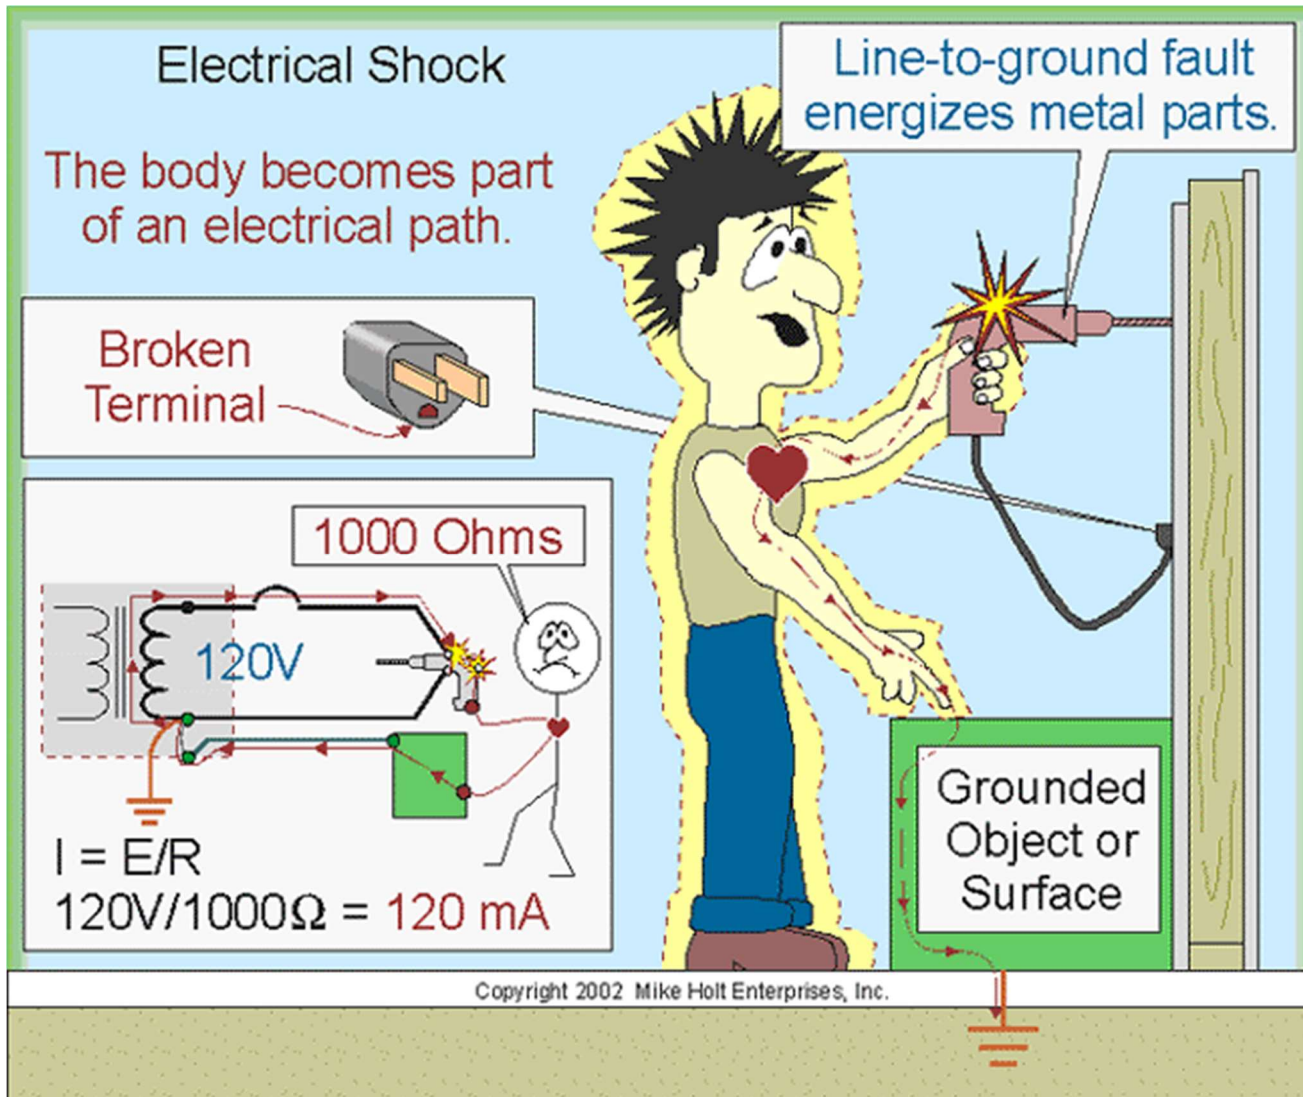 Electrical Shock
The body becomes part
of an electrical path.
Line-to-ground fault
energizes metal parts.
Broken
Terminal
1000 Ohms
120V
I = E/R
120V/1000Ω = 120 mA
Grounded
Object or
Surface
Copyright 2002 Mike Holt Enterprises, Inc.